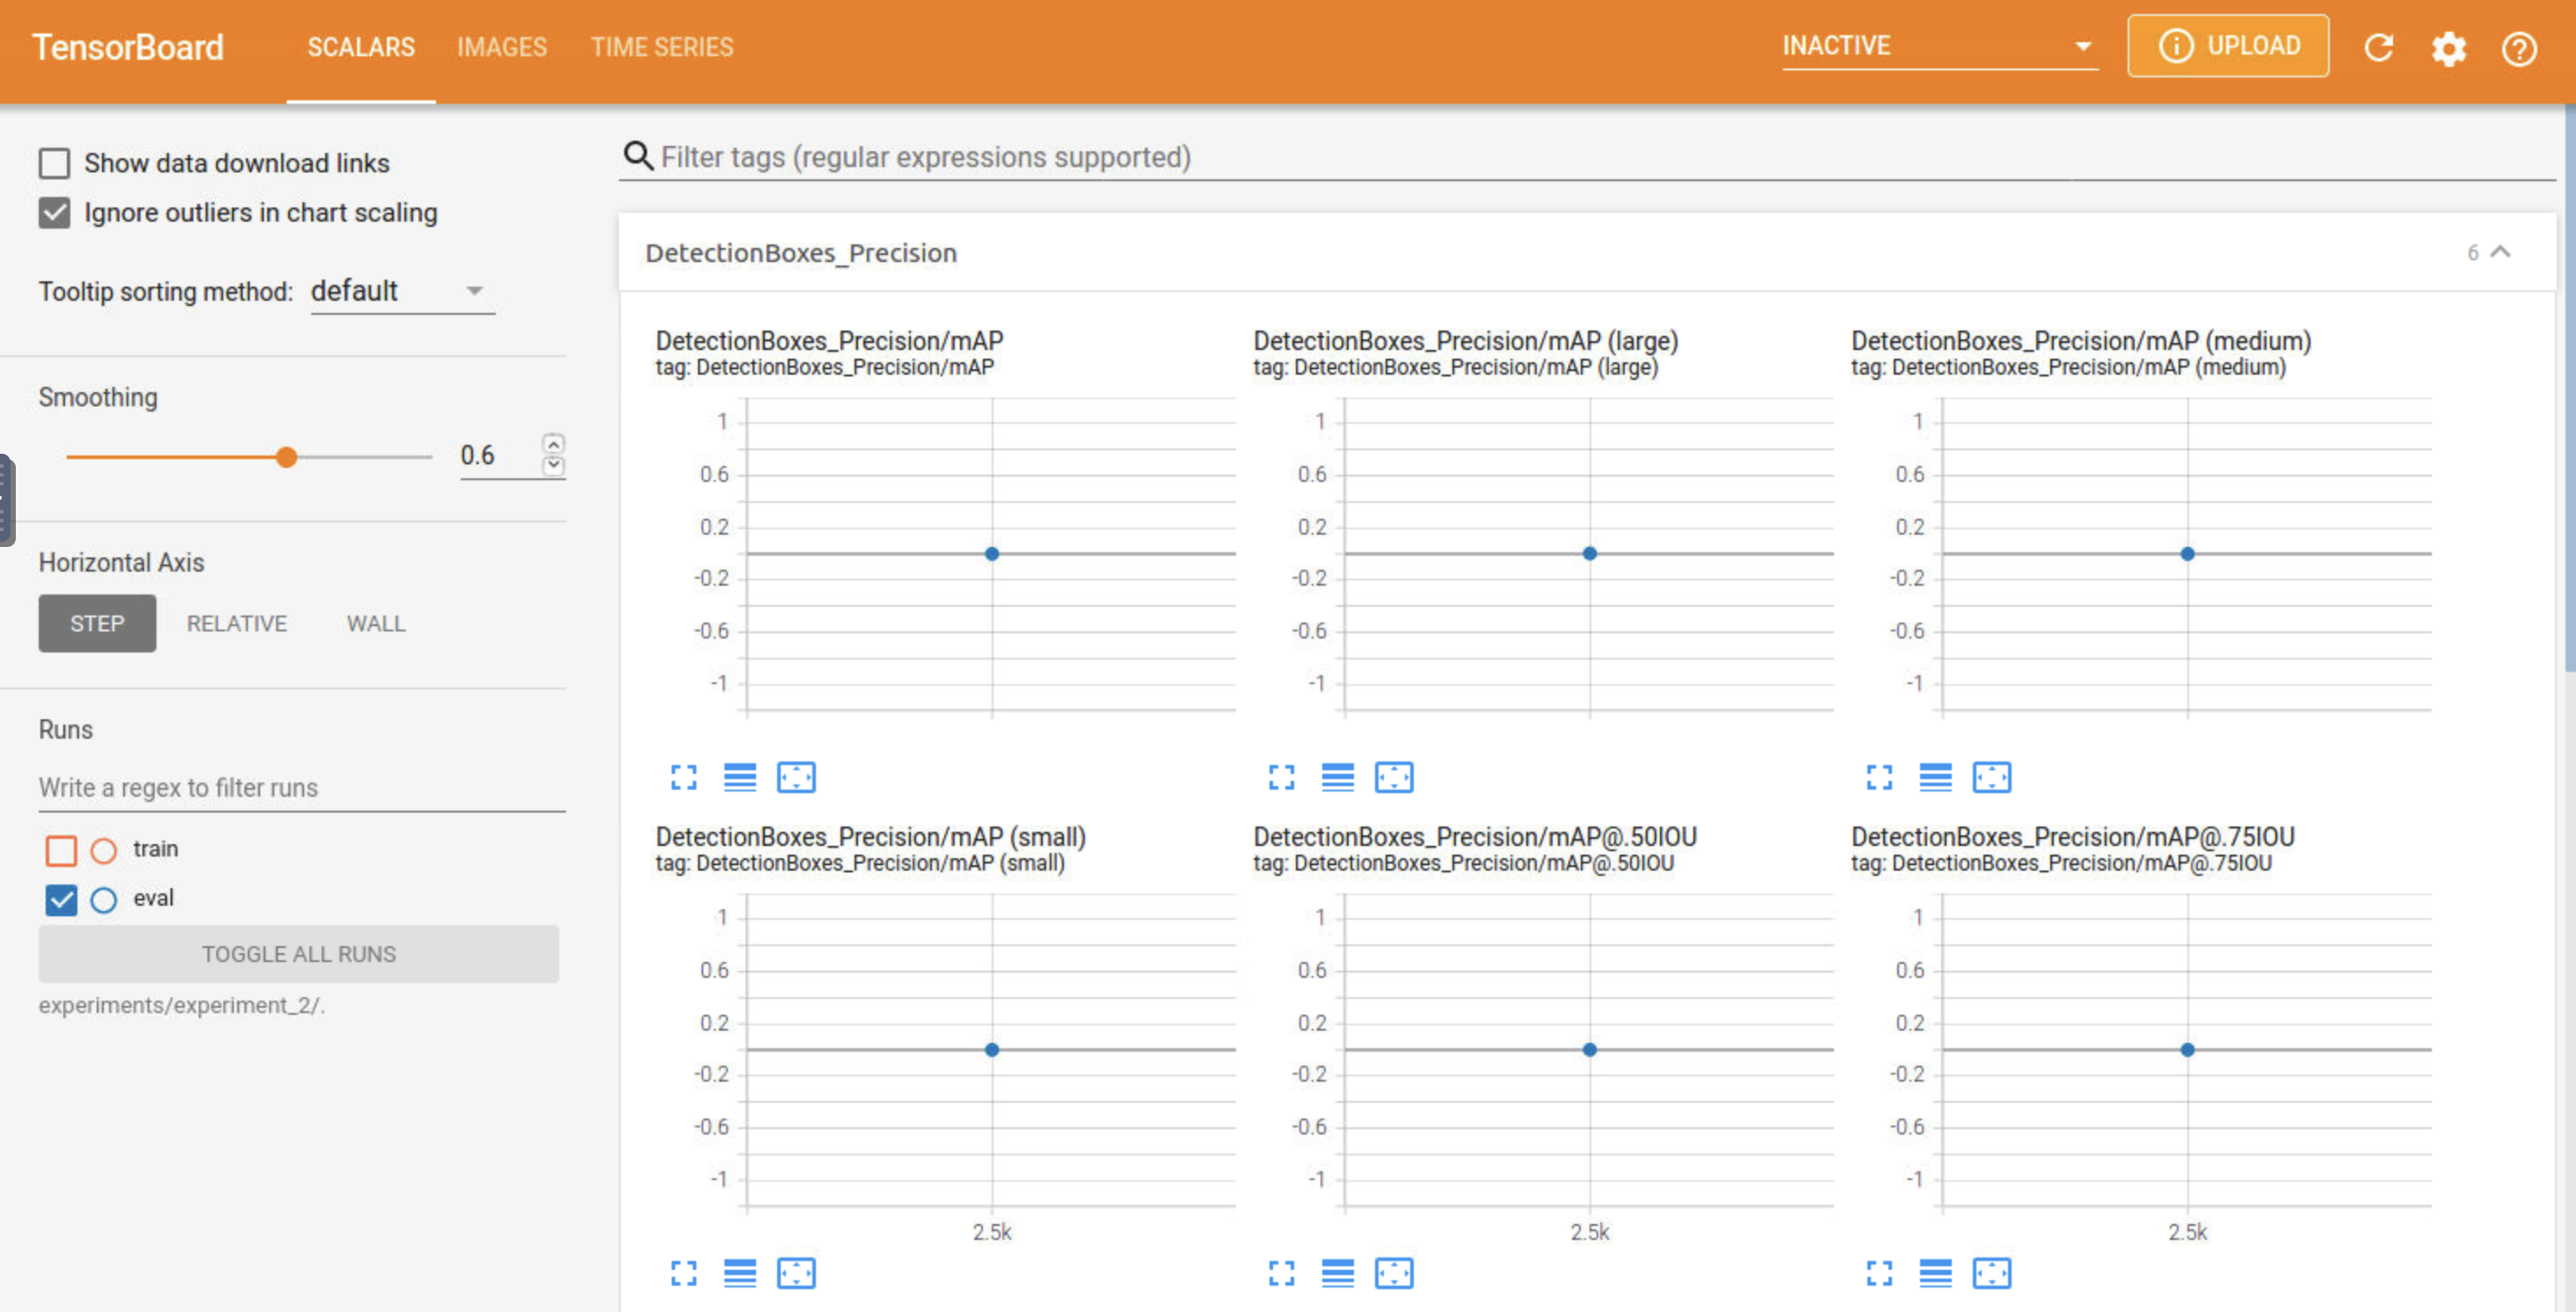 TensorBoard SCALARS IMAGES TIME SERIES INACTIVE UPLOAD
Show data download links
Ignore outliers in chart scaling
Tooltip sorting method: default
Smoothing
0.6
Horizontal Axis
STEP RELATIVE WALL
Runs
Write a regex to filter runs
train
eval
TOGGLE ALL RUNS
experiments/experiment_2/.
Filter tags (regular expressions supported)
DetectionBoxes_Precision 6
DetectionBoxes_Precision/mAP
tag: DetectionBoxes_Precision/mAP
1
0.6
0.2
-0.2
-0.6
-1
DetectionBoxes_Precision/mAP (large)
tag: DetectionBoxes_Precision/mAP (large)
1
0.6
0.2
-0.2
-0.6
-1
DetectionBoxes_Precision/mAP (medium)
tag: DetectionBoxes_Precision/mAP (medium)
1
0.6
0.2
-0.2
-0.6
-1
DetectionBoxes_Precision/mAP (small)
tag: DetectionBoxes_Precision/mAP (small)
1
0.6
0.2
-0.2
-0.6
-1
2.5k
DetectionBoxes_Precision/mAP@.50IOU
tag: DetectionBoxes_Precision/mAP@.50IOU
1
0.6
0.2
-0.2
-0.6
-1
2.5k
DetectionBoxes_Precision/mAP@.75IOU
tag: DetectionBoxes_Precision/mAP@.75IOU
1
0.6
0.2
-0.2
-0.6
-1
2.5k